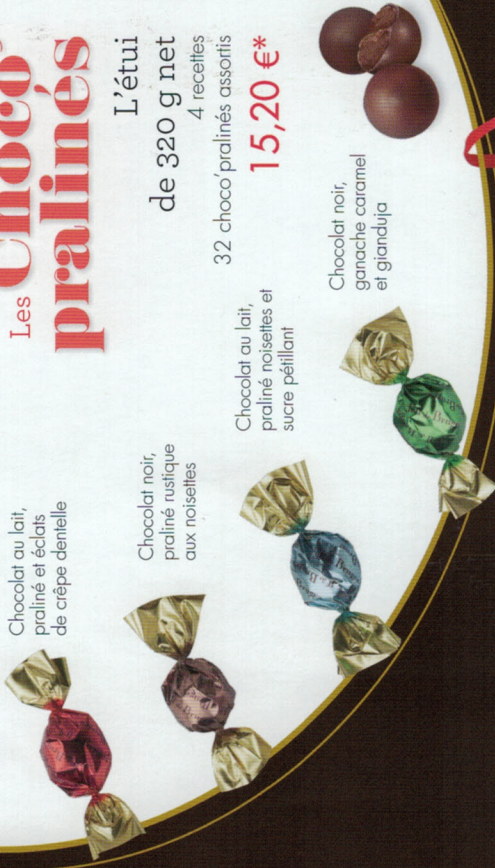 Les Choco'
pralinés
L'étui
de 320 g net
4 recettes
32 choco'pralinés assortis
15,20 €*
Chocolat au lait,
praliné et éclats
de crêpe dentelle
Chocolat noir,
praliné rustique
aux noisettes
Chocolat au lait,
praliné noisettes et
sucre pétillant
Chocolat noir,
ganache caramel
et gianduja